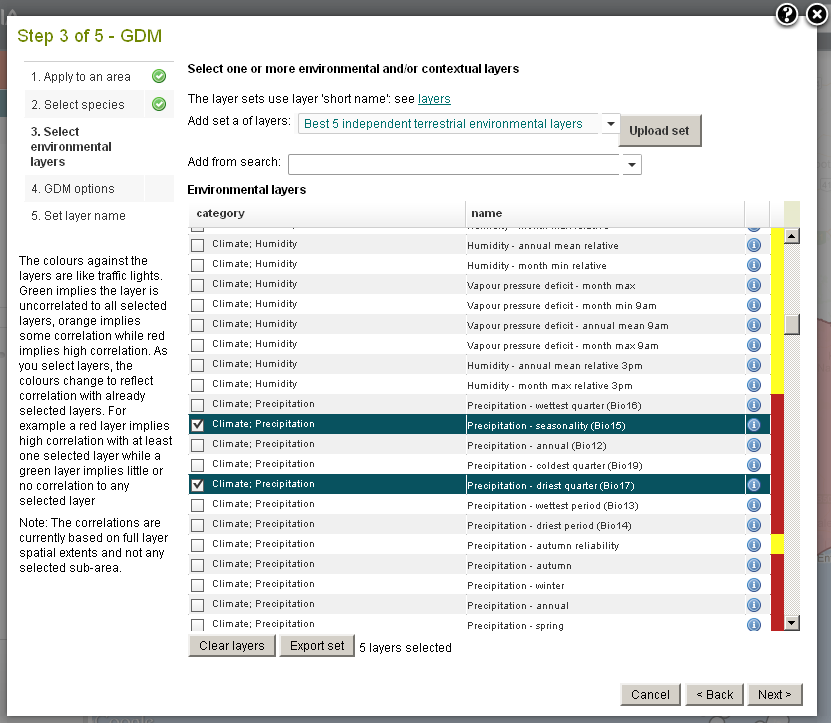 Step 3 of 5 - GDM
1. Apply to an area
2. Select species
3. Select
environmental
layers
4. GDM options
5. Set layer name
The colours against the
layers are like traffic lights.
Green implies the layer is
uncorrelated to all selected
layers, orange implies
some correlation while red
implies high correlation. As
you select layers, the
colours change to reflect
correlation with already
selected layers. For
example a red layer implies
high correlation with at least
one selected layer while a
green layer implies little or
no correlation to any
selected layer
Note: The correlations are
currently based on full layer
spatial extents and not any
selected sub-area.
Select one or more environmental and/or contextual layers
The layer sets use layer 'short name': see layers
Add set a of layers: Best 5 independent terrestrial environmental layers Upload set
Add from search:
Environmental layers
category name
Climate; Humidity Humidity - annual mean relative
Climate; Humidity Humidity - month min relative
Climate; Humidity Vapour pressure deficit - month max
Climate; Humidity Vapour pressure deficit - month min 9am
Climate; Humidity Vapour pressure deficit - annual mean 9am
Climate; Humidity Vapour pressure deficit - month max 9am
Climate; Humidity Humidity - annual mean relative 3pm
Climate; Humidity Humidity - month max relative 3pm
Climate; Precipitation Precipitation - wettest quarter (Bio16)
Climate; Precipitation Precipitation - seasonality (Bio15)
Climate; Precipitation Precipitation - annual (Bio12)
Climate; Precipitation Precipitation - coldest quarter (Bio19)
Climate; Precipitation Precipitation - driest quarter (Bio17)
Climate; Precipitation Precipitation - wettest period (Bio13)
Climate; Precipitation Precipitation - driest period (Bio14)
Climate; Precipitation Precipitation - autumn reliability
Climate; Precipitation Precipitation - autumn
Climate; Precipitation Precipitation - winter
Climate; Precipitation Precipitation - annual
Climate; Precipitation Precipitation - spring
Clear layers Export set 5 layers selected
Cancel < Back Next >